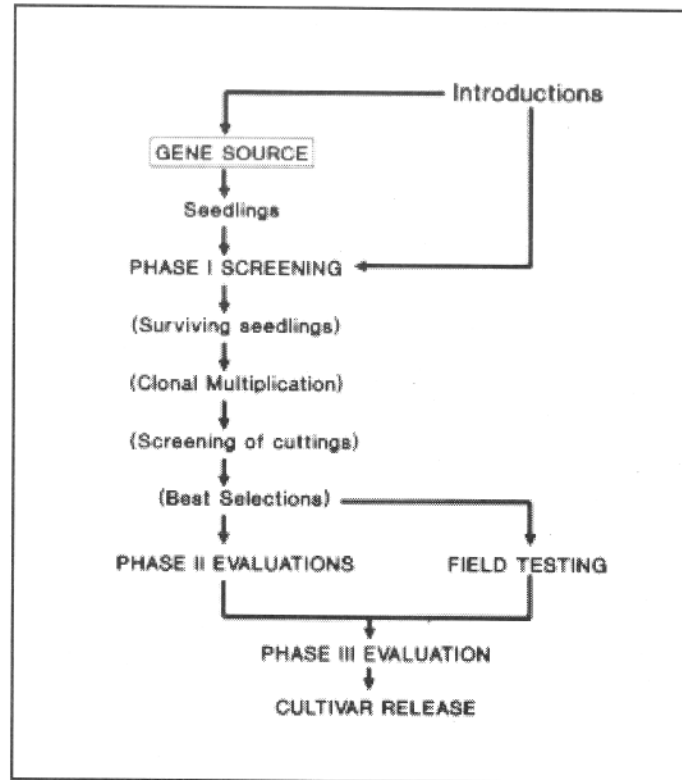 Introductions
GENE SOURCE
Seedlings
PHASE I SCREENING
(Surviving seedlings)
(Clonal Multiplication)
(Screening of cuttings)
(Best Selections)
PHASE II EVALUATIONS
FIELD TESTING
PHASE III EVALUATION
CULTIVAR RELEASE